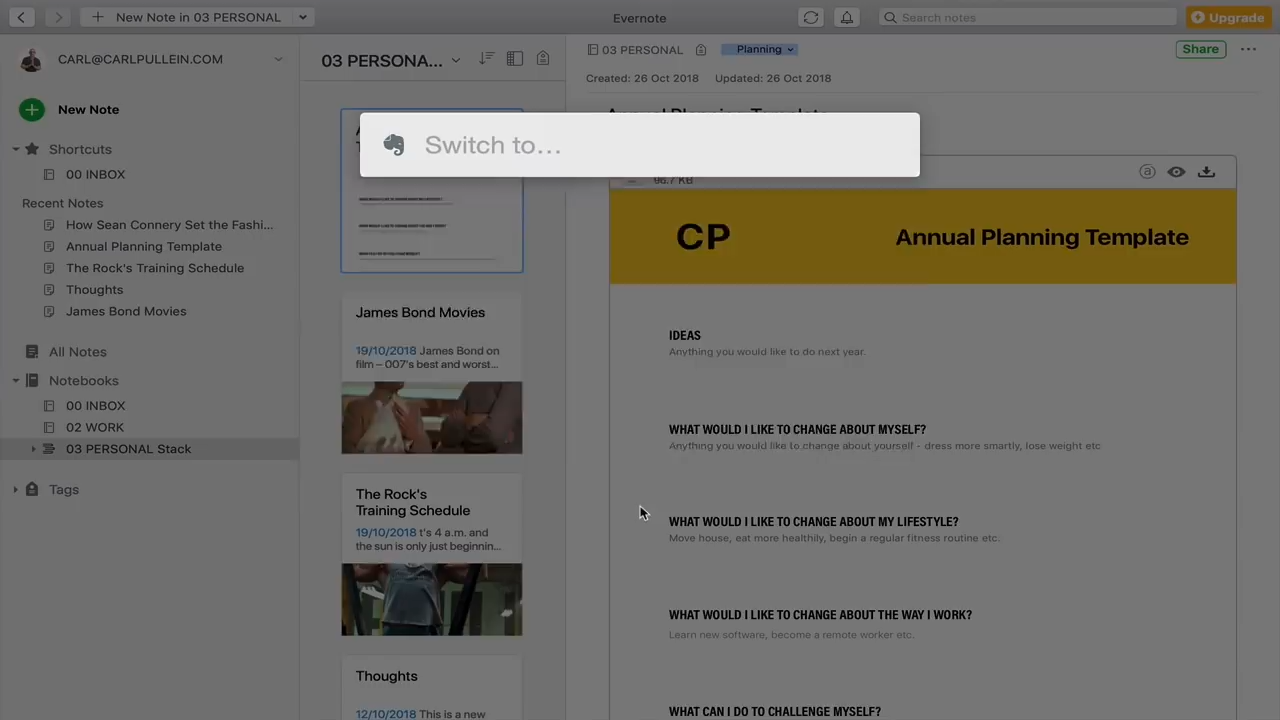 New Note in 03 PERSONAL
Evernote
Search notes
Upgrade
CARL@CARLPULLEIN.COM
New Note
Shortcuts
00 INBOX
Recent Notes
How Sean Connery Set the Fashi...
Annual Planning Template
The Rock's Training Schedule
Thoughts
James Bond Movies
All Notes
Notebooks
00 INBOX
02 WORK
03 PERSONAL Stack
Tags
03 PERSONA...
James Bond Movies
19/10/2018 James Bond on
film – 007's best and worst...
The Rock's
Training Schedule
19/10/2018 t's 4 a.m. and
the sun is only just beginnin...
Thoughts
12/10/2018 This is a new
03 PERSONAL
Planning
Share
Created: 26 Oct 2018
Updated: 26 Oct 2018
Annual Planning Template
Switch to...
96.7 KB
CP
Annual Planning Template
IDEAS
Anything you would like to do next year.
WHAT WOULD I LIKE TO CHANGE ABOUT MYSELF?
Anything you would like to change about yourself - dress more smartly, lose weight etc
WHAT WOULD I LIKE TO CHANGE ABOUT MY LIFESTYLE?
Move house, eat more healthily, begin a regular fitness routine etc.
WHAT WOULD I LIKE TO CHANGE ABOUT THE WAY I WORK?
Learn new software, become a remote worker etc.
WHAT CAN I DO TO CHALLENGE MYSELF?